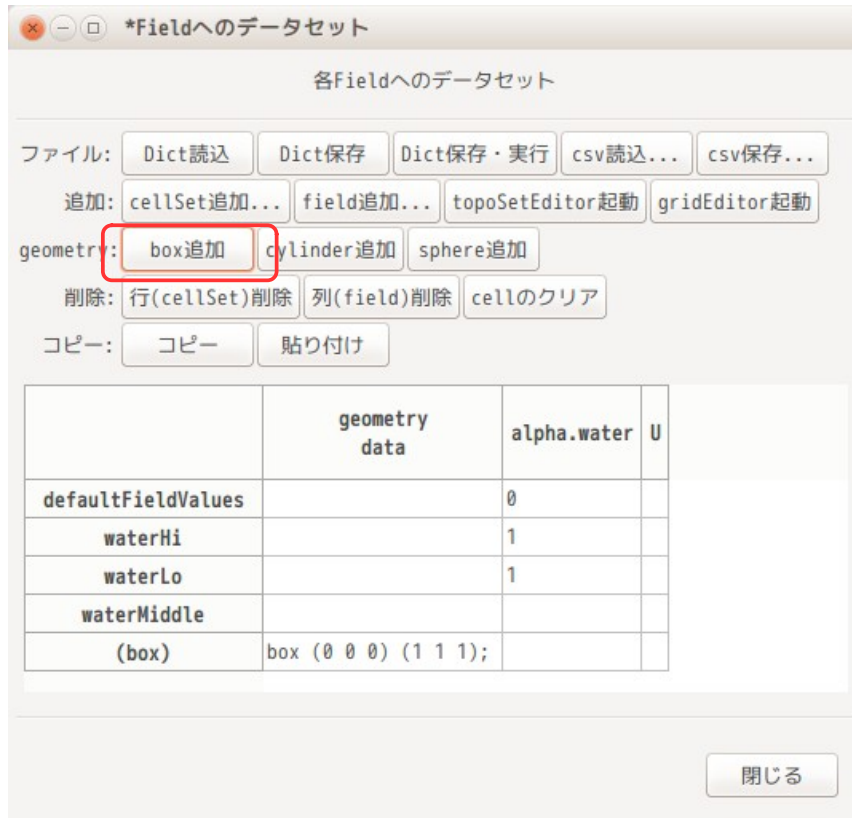 *Fieldへのデータセット
各Fieldへのデータセット
ファイル: Dict読込 Dict保存 Dict保存・実行 csv読込... csv保存...
追加: cellSet追加... field追加... topoSetEditor起動 gridEditor起動
geometry: box追加 cylinder追加 sphere追加
削除: 行(cellSet)削除 列(field)削除 cellのクリア
コピー: コピー 貼り付け
geometry
data alpha.water U
defaultFieldValues 0
waterHi 1
waterLo 1
waterMiddle
(box) box (0 0 0) (1 1 1);
閉じる